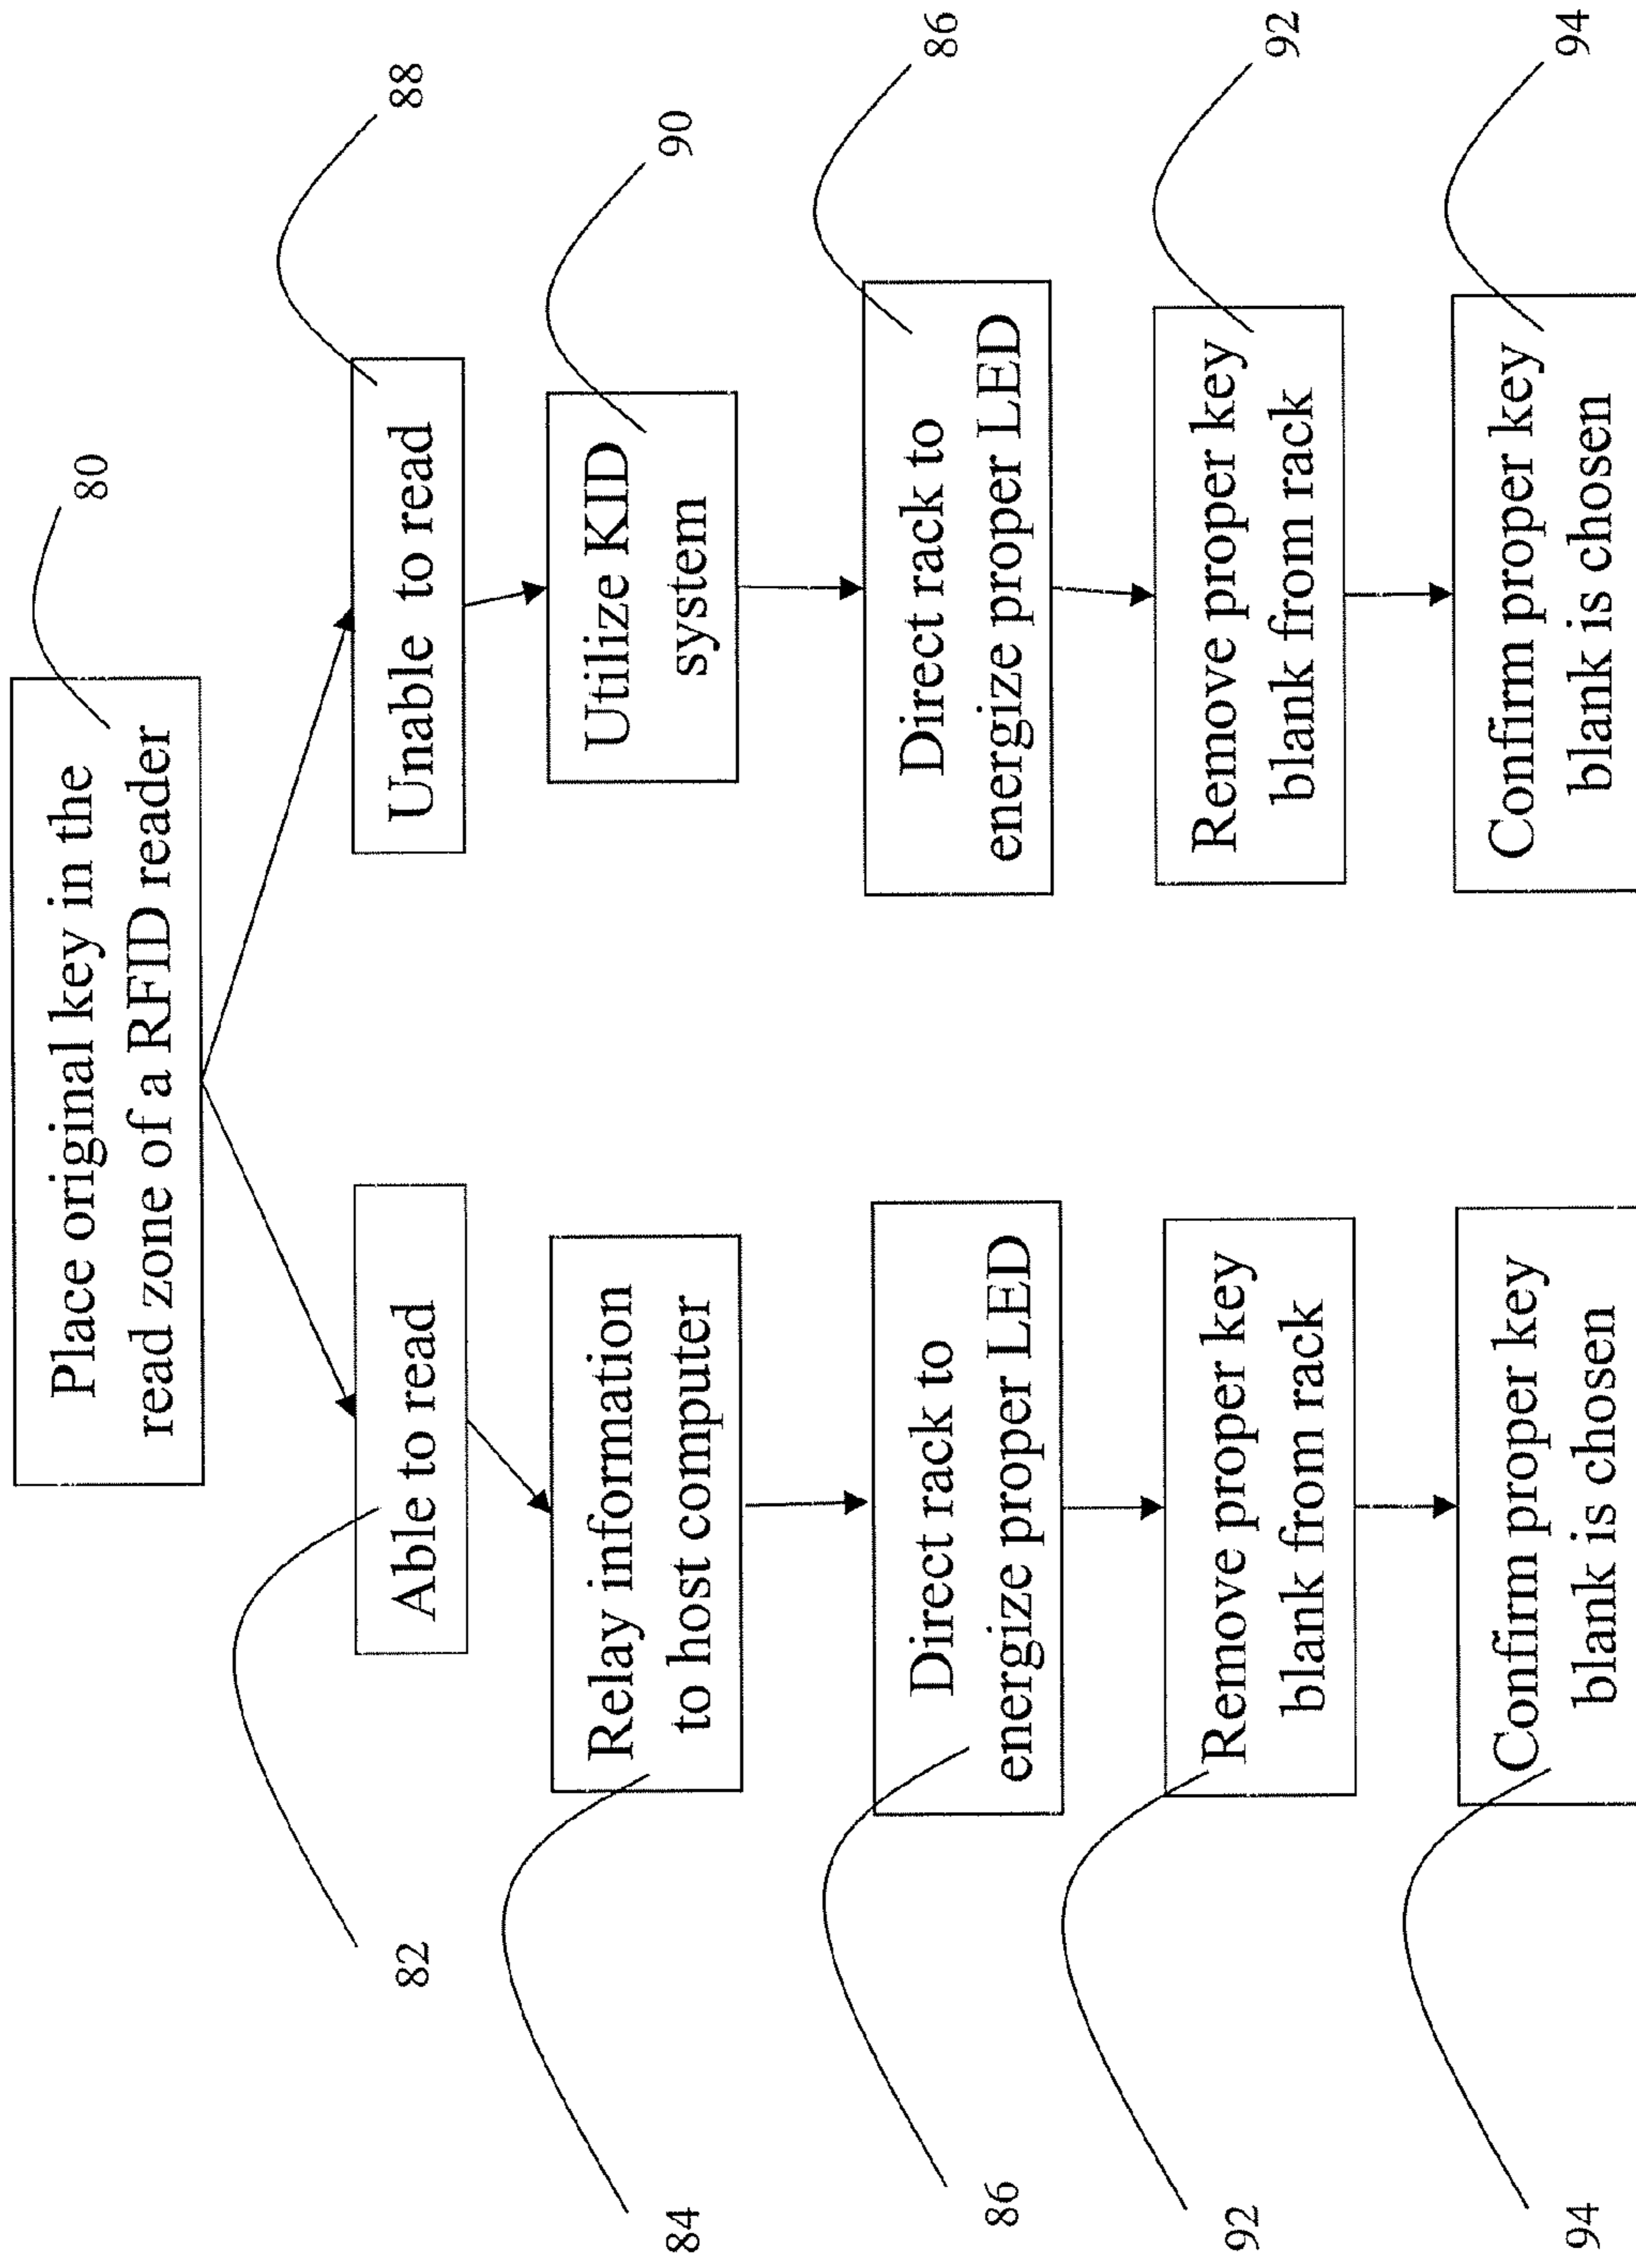 Place original key in the
read zone of a RFID reader
80
82
Able to read
Unable to read
88
84
Relay information
to host computer
Utilize KID
system
90
86
Direct rack to
energize proper LED
Direct rack to
energize proper LED
86
92
Remove proper key
blank from rack
Remove proper key
blank from rack
92
94
Confirm proper key
blank is chosen
Confirm proper key
blank is chosen
94